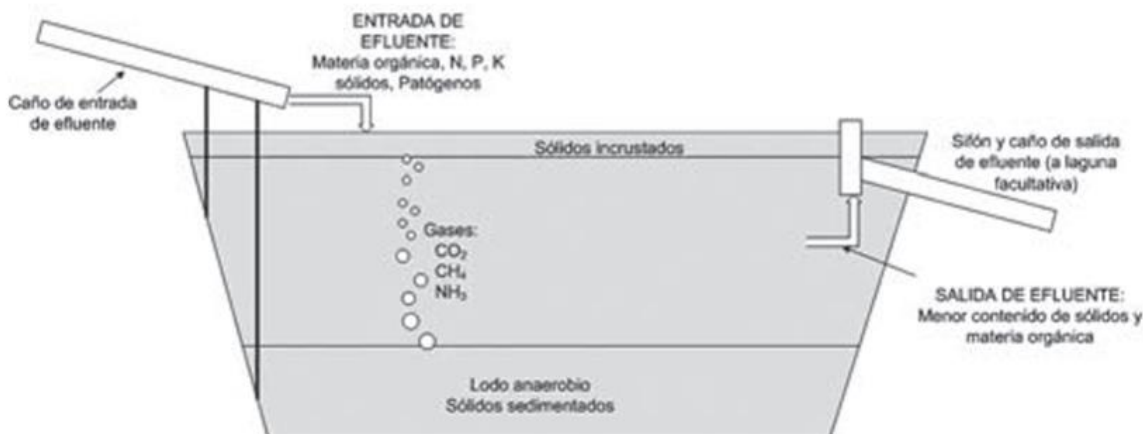 ENTRADA DE
EFLUENTE:
Materia orgánica, N, P, K
sólidos, Patógenos
Caño de entrada
de efluente
Sólidos incrustados
Sifón y caño de salida
de efluente (a laguna
facultativa)
Gases:
CO₂
CH₄
NH₃
SALIDA DE EFLUENTE:
Menor contenido de sólidos y
materia orgánica
Lodo anaerobio
Sólidos sedimentados